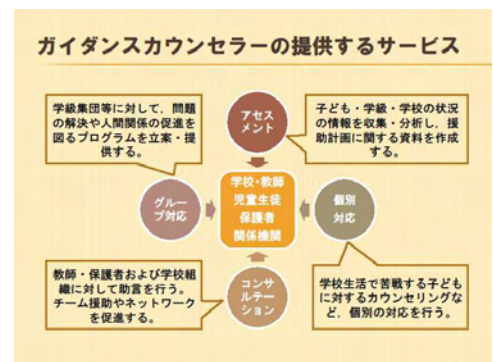 ガイダンスカウンセラーの提供するサービス
学級集団等に対して，問題
の解決や人間関係の促進を
図るプログラムを立案・提
供する。
アセス
メント
子ども・学級・学校の状況
の情報を収集・分析し，援
助計画に関する資料を作成
する。
グルー
プ対応
学校・教師
児童生徒
保護者
関係機関
個別
対応
教師・保護者および学校組
織に対して助言を行う。
チーム援助やネットワーク
を促進する。
コンサ
ルテー
ション
学校生活で苦戦する子ども
に対するカウンセリングな
ど，個別の対応を行う。